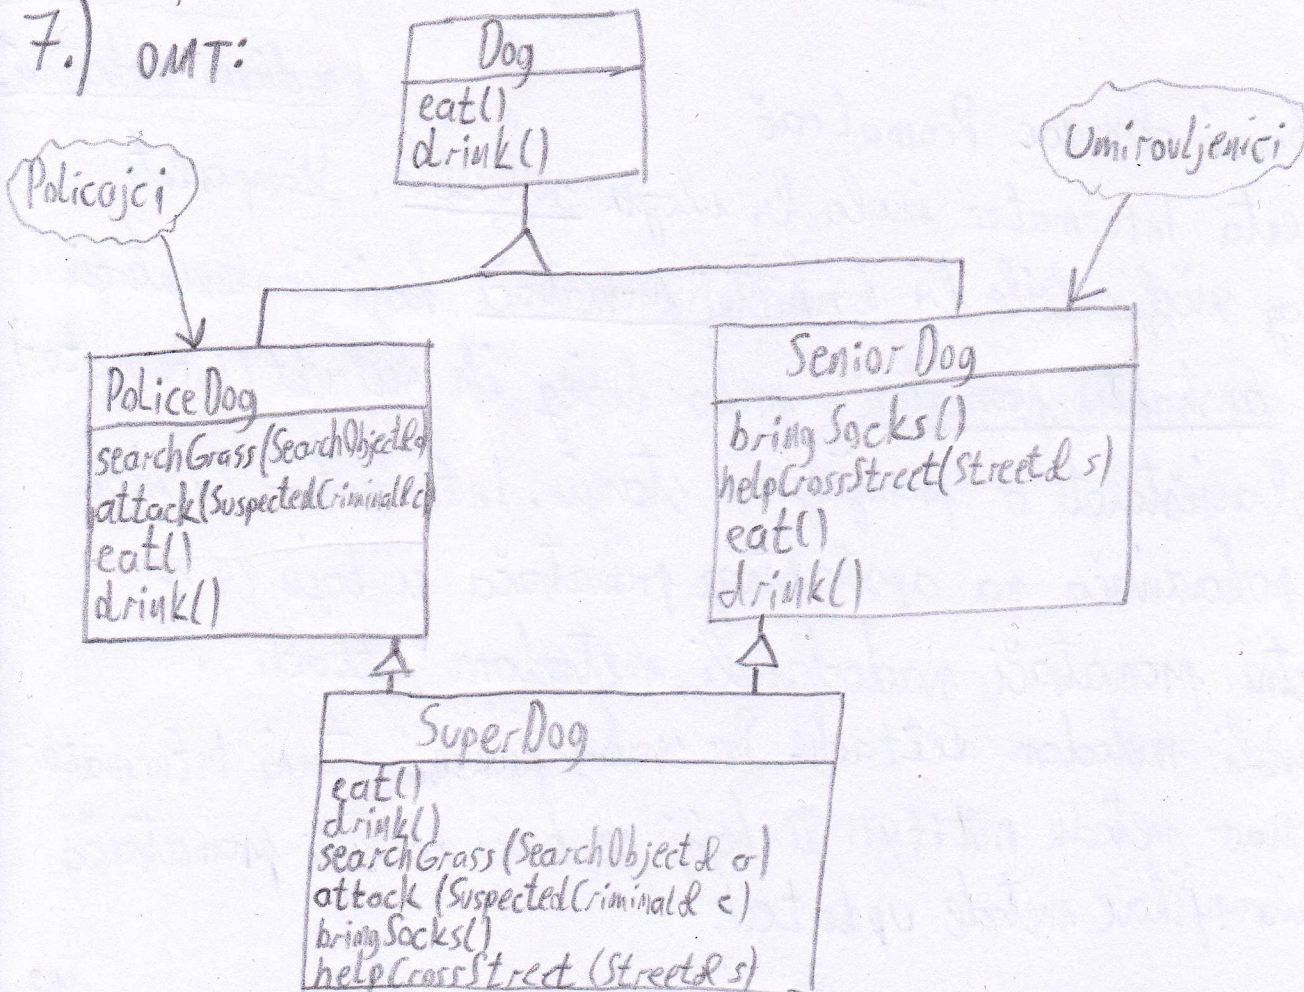 7.) OMT:
Dog
eat()
drink()
Policajci
Umirovljenici
PoliceDog
searchGrass(SearchObject& o)
attack(SuspectedCriminal& c)
eat()
drink()
SeniorDog
bringSocks()
helpCrossStreet(Street& s)
eat()
drink()
SuperDog
eat()
drink()
searchGrass(SearchObject& o)
attack (SuspectedCriminal& c)
bringSocks()
helpCrossStreet (Street& s)